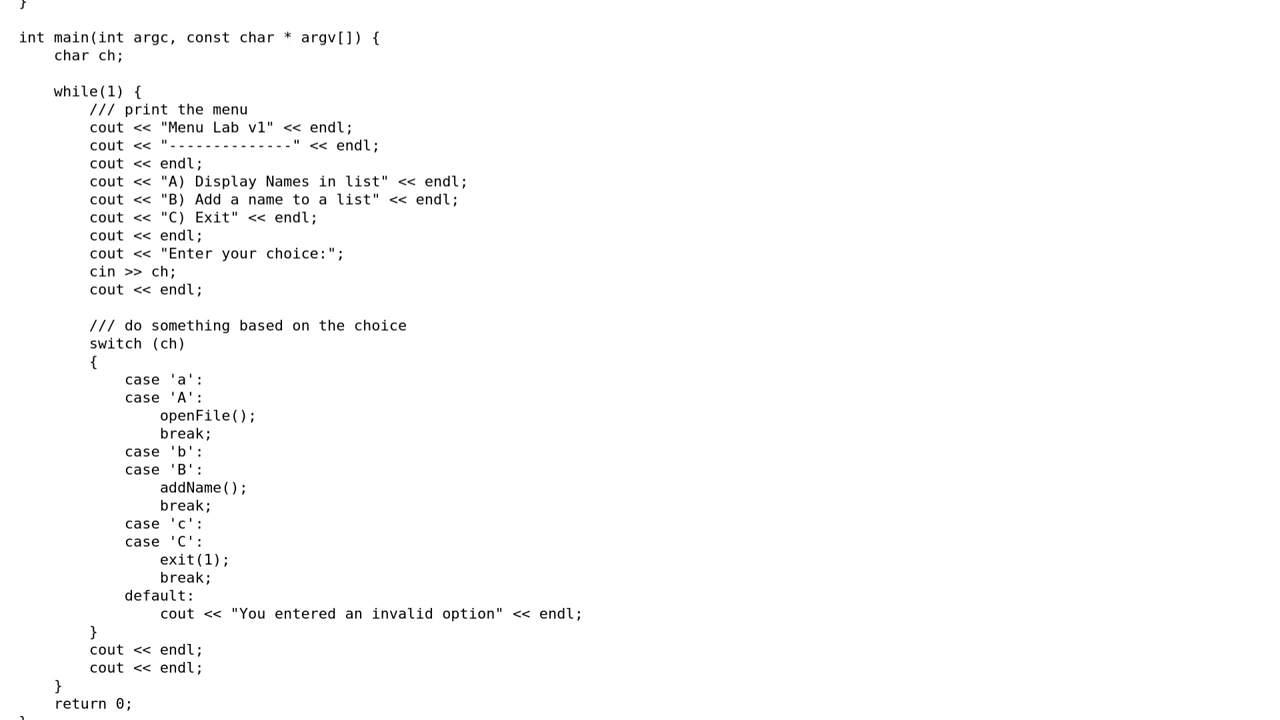 }

int main(int argc, const char * argv[]) {
    char ch;

    while(1) {
        /// print the menu
        cout << "Menu Lab v1" << endl;
        cout << "--------------" << endl;
        cout << endl;
        cout << "A) Display Names in list" << endl;
        cout << "B) Add a name to a list" << endl;
        cout << "C) Exit" << endl;
        cout << endl;
        cout << "Enter your choice:";
        cin >> ch;
        cout << endl;

        /// do something based on the choice
        switch (ch)
        {
            case 'a':
            case 'A':
                openFile();
                break;
            case 'b':
            case 'B':
                addName();
                break;
            case 'c':
            case 'C':
                exit(1);
                break;
            default:
                cout << "You entered an invalid option" << endl;
        }
        cout << endl;
        cout << endl;
    }
    return 0;
}